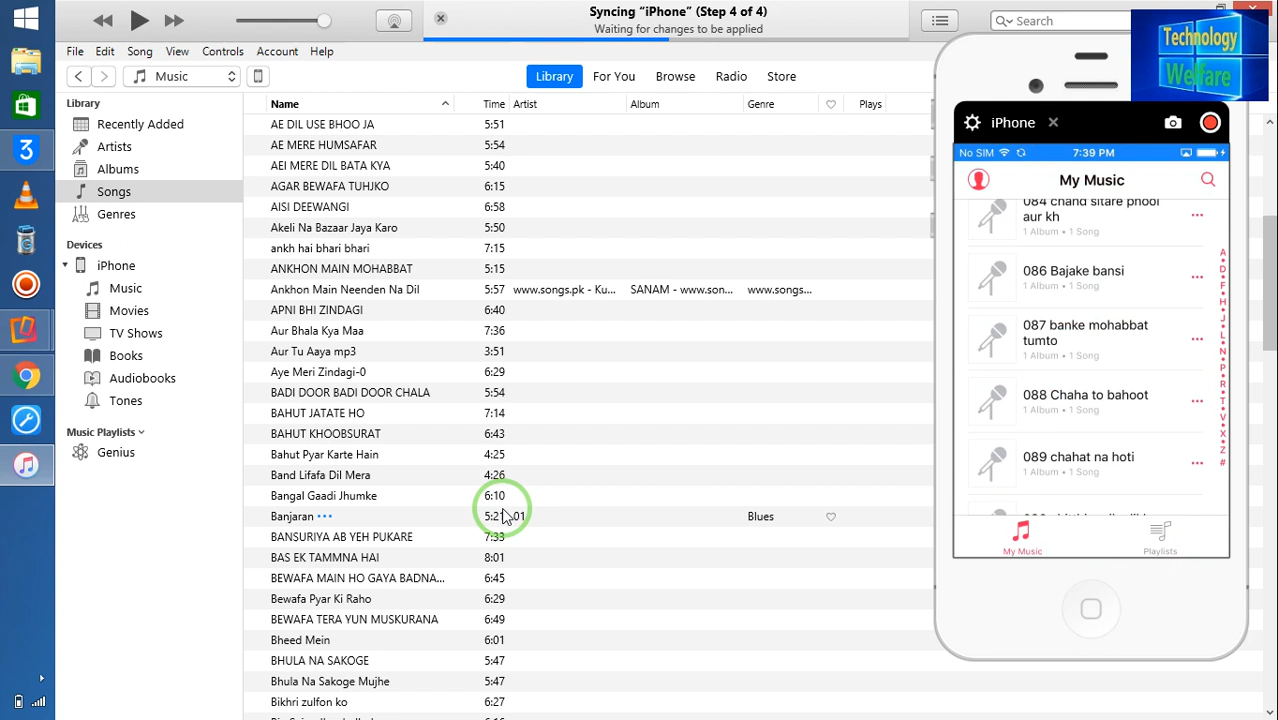 Syncing “iPhone” (Step 4 of 4)
Waiting for changes to be applied
Search
Technology
Welfare
File Edit Song View Controls Account Help
Music
Library For You Browse Radio Store
Library
Recently Added
Artists
Albums
Songs
Genres
Devices
iPhone
Music
Movies
TV Shows
Books
Audiobooks
Tones
Music Playlists
Genius
Name Time Artist Album Genre Plays
AE DIL USE BHOO JA 5:51
AE MERE HUMSAFAR 5:54
AEI MERE DIL BATA KYA 5:40
AGAR BEWAFA TUHJKO 6:15
AISI DEEWANGI 6:58
Akeli Na Bazaar Jaya Karo 5:50
ankh hai bhari bhari 7:15
ANKHON MAIN MOHABBAT 5:15
Ankhon Main Neenden Na Dil 5:57 www.songs.pk - Ku... SANAM - www.son... www.songs...
APNI BHI ZINDAGI 6:40
Aur Bhala Kya Maa 7:36
Aur Tu Aaya mp3 3:51
Aye Meri Zindagi-0 6:29
BADI DOOR BADI DOOR CHALA 5:54
BAHUT JATATE HO 7:14
BAHUT KHOOBSURAT 6:43
Bahut Pyar Karte Hain 4:25
Band Lifafa Dil Mera 4:26
Bangal Gaadi Jhumke 6:10
Banjaran ••• 01 Blues
BANSURIYA AB YEH PUKARE 7:33
BAS EK TAMMNA HAI 8:01
BEWAFA MAIN HO GAYA BADNA... 6:45
Bewafa Pyar Ki Raho 6:29
BEWAFA TERA YUN MUSKURANA 6:49
Bheed Mein 6:01
BHULA NA SAKOGE 5:47
Bhula Na Sakoge Mujhe 5:47
Bikhri zulfon ko 6:27
iPhone
No SIM 7:39 PM
My Music
084 chand sitare phool
aur kh
1 Album • 1 Song
086 Bajake bansi
1 Album • 1 Song
087 banke mohabbat
tumto
1 Album • 1 Song
088 Chaha to bahoot
1 Album • 1 Song
089 chahat na hoti
1 Album • 1 Song
A
D
F
H
J
L
N
P
R
T
V
X
Z
#
My Music Playlists